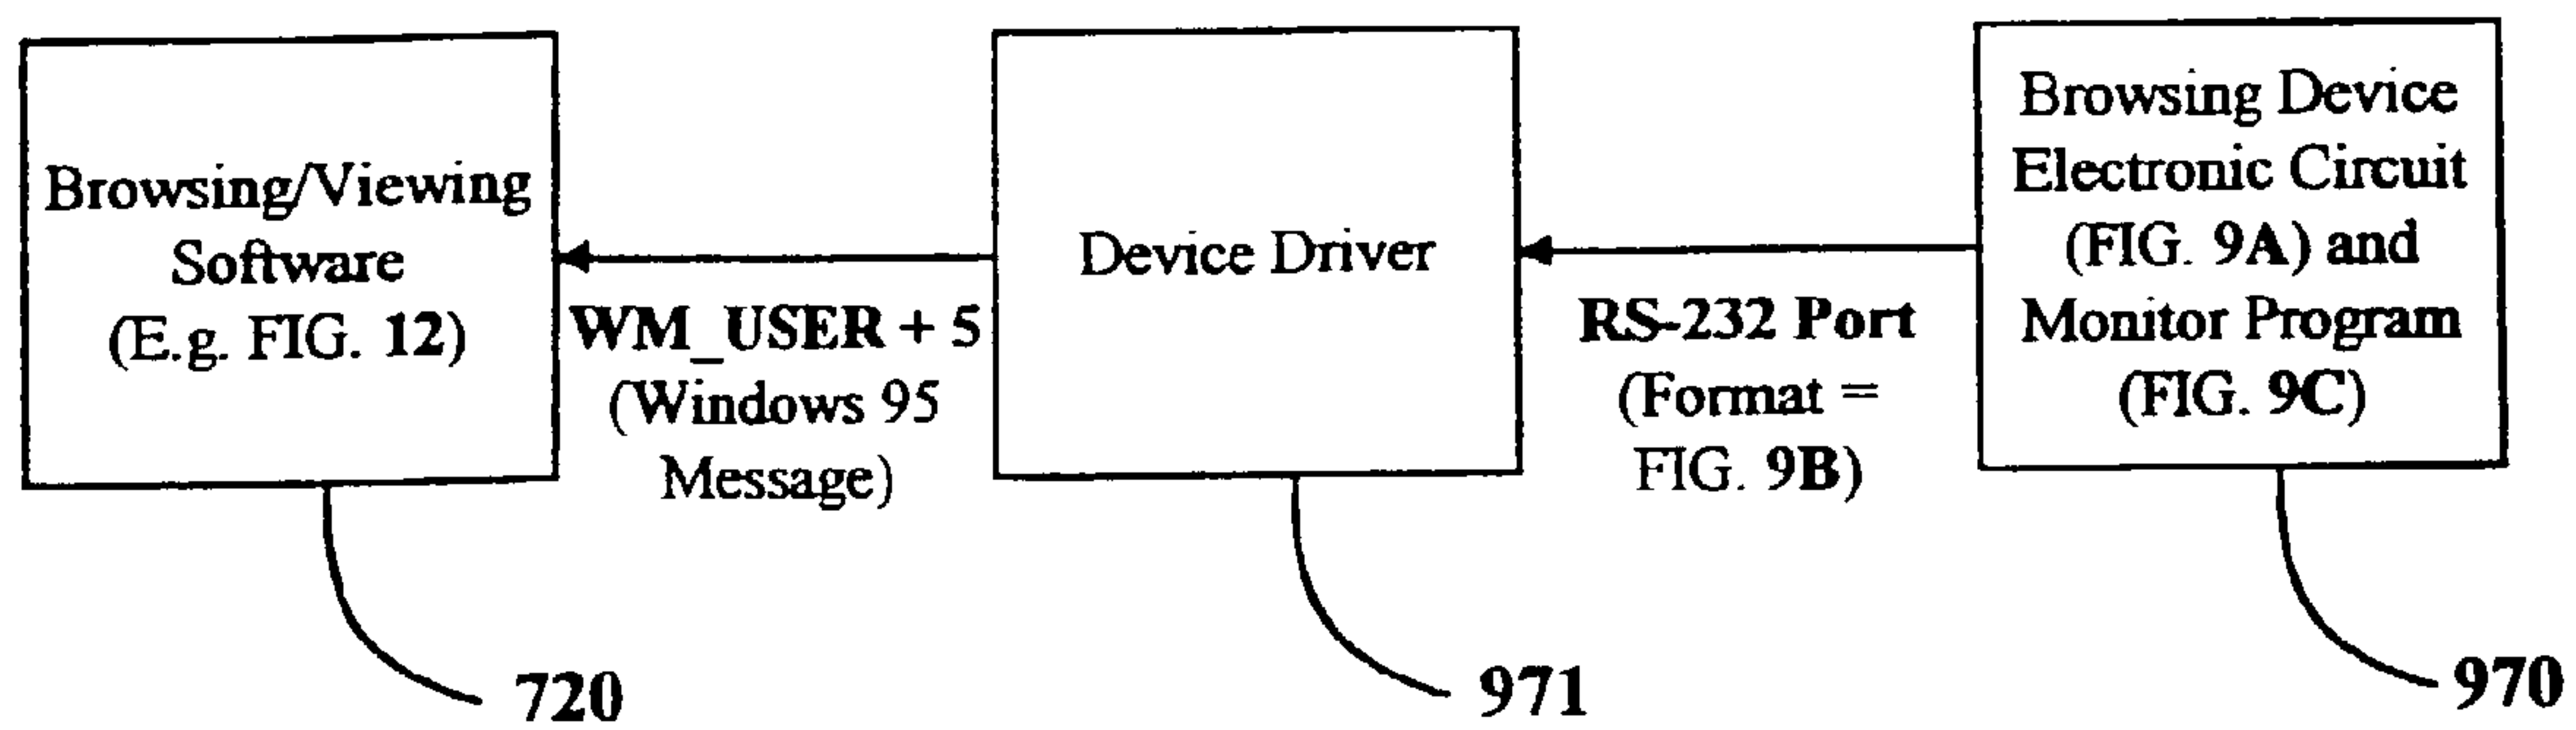 Browsing/Viewing
Software
(E.g. FIG. 12)
WM_USER + 5
(Windows 95
Message)
Device Driver
RS-232 Port
(Format =
FIG. 9B)
Browsing Device
Electronic Circuit
(FIG. 9A) and
Monitor Program
(FIG. 9C)
720
971
970